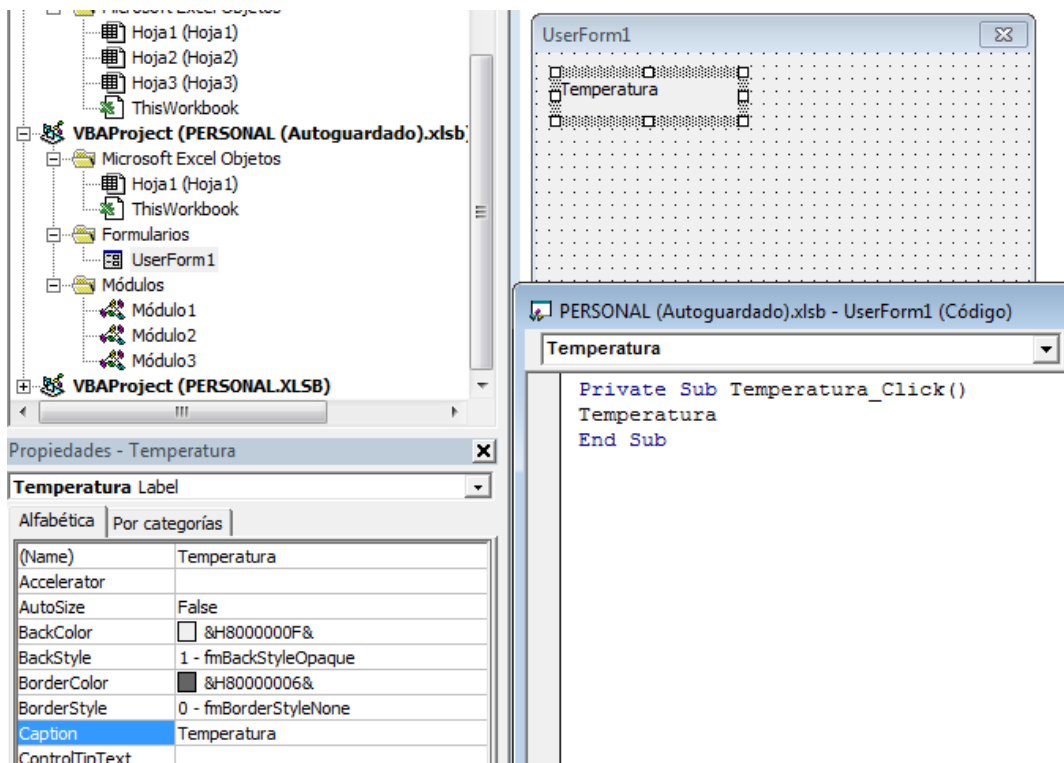 Microsoft Excel Objetos
Hoja1 (Hoja1)
Hoja2 (Hoja2)
Hoja3 (Hoja3)
ThisWorkbook
VBAProject (PERSONAL (Autoguardado).xlsb)
Microsoft Excel Objetos
Hoja1 (Hoja1)
ThisWorkbook
Formularios
UserForm1
Módulos
Módulo1
Módulo2
Módulo3
VBAProject (PERSONAL.XLSB)
Propiedades - Temperatura
Temperatura Label
Alfabética Por categorías
(Name) Temperatura
Accelerator
AutoSize False
BackColor &H8000000F&
BackStyle 1 - fmBackStyleOpaque
BorderColor &H80000006&
BorderStyle 0 - fmBorderStyleNone
Caption Temperatura
ControlTipText
UserForm1
Temperatura
PERSONAL (Autoguardado).xlsb - UserForm1 (Código)
Temperatura
Private Sub Temperatura_Click()
Temperatura
End Sub